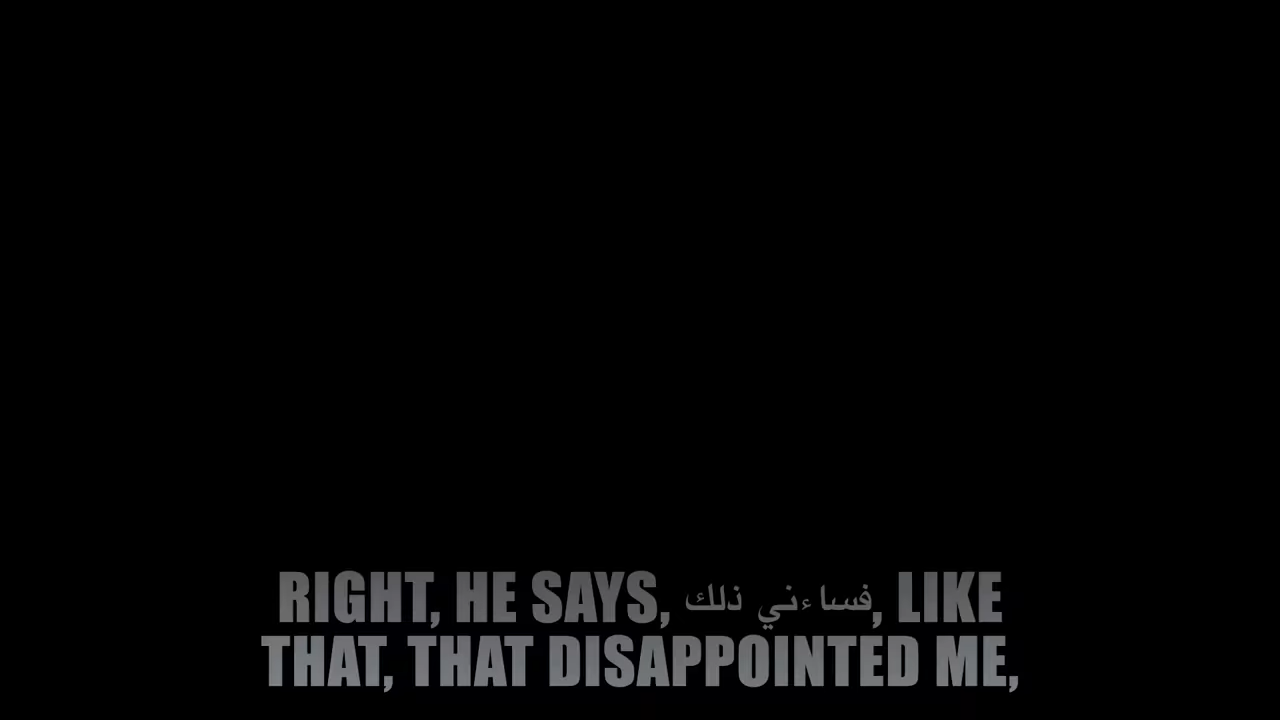 RIGHT, HE SAYS, فساءني ذلك, LIKE
THAT, THAT DISAPPOINTED ME,